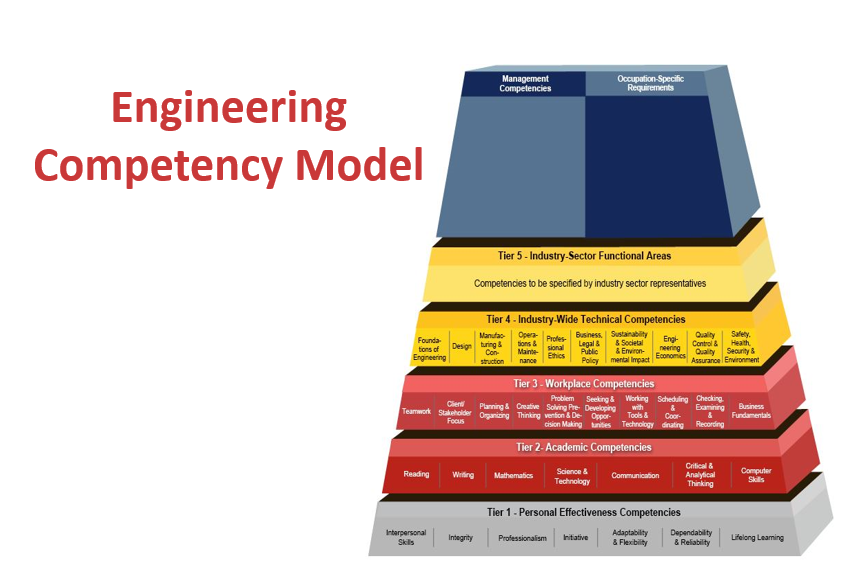 Engineering
Competency Model
Management
Competencies
Occupation-Specific
Requirements
Tier 5 - Industry-Sector Functional Areas
Competencies to be specified by industry sector representatives
Tier 4 - Industry-Wide Technical Competencies
Founda-
tions of
Engineering
Design
Manufac-
turing &
Con-
struction
Opera-
tions &
Mainte-
nance
Profes-
sional
Ethics
Business,
Legal &
Public
Policy
Sustainability
& Societal
& Environ-
mental Impact
Engi-
neering
Economics
Quality
Control &
Quality
Assurance
Safety,
Health,
Security &
Environment
Tier 3 - Workplace Competencies
Teamwork
Client/
Stakeholder
Focus
Planning &
Organizing
Creative
Thinking
Problem
Solving Pre-
vention & De-
cision Making
Seeking &
Developing
Oppor-
tunities
Working
with
Tools &
Technology
Scheduling
&
Coor-
dinating
Checking,
Examining
&
Recording
Business
Fundamentals
Tier 2- Academic Competencies
Reading
Writing
Mathematics
Science &
Technology
Communication
Critical &
Analytical
Thinking
Computer
Skills
Tier 1 - Personal Effectiveness Competencies
Interpersonal
Skills
Integrity
Professionalism
Initiative
Adaptability
& Flexibility
Dependability
& Reliability
Lifelong Learning